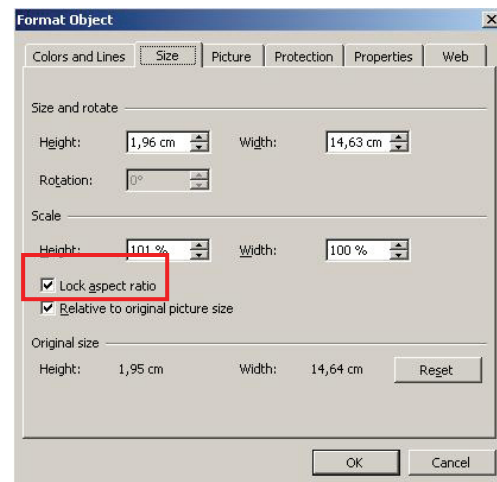 Format Object
Colors and Lines Size Picture Protection Properties Web
Size and rotate
Height: 1,96 cm Width: 14,63 cm
Rotation: 0°
Scale
Height: 101 % Width: 100 %
Lock aspect ratio
Relative to original picture size
Original size
Height: 1,95 cm Width: 14,64 cm Reset
OK Cancel